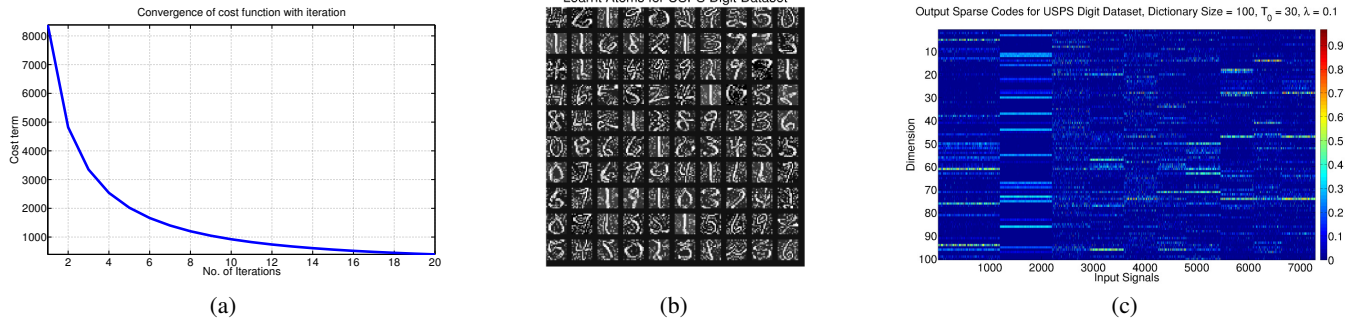 Convergence of cost function with iteration
8000
7000
6000
5000
4000
3000
2000
1000
Cost term
2 4 6 8 10 12 14 16 18 20
No. of Iterations
(a)
Learnt Atoms for USPS Digit Dataset
(b)
Output Sparse Codes for USPS Digit Dataset, Dictionary Size = 100, T₀ = 30, λ = 0.1
10
20
30
40
50
60
70
80
90
100
Dimension
1000 2000 3000 4000 5000 6000 7000
Input Signals
0.9
0.8
0.7
0.6
0.5
0.4
0.3
0.2
0.1
0
(c)